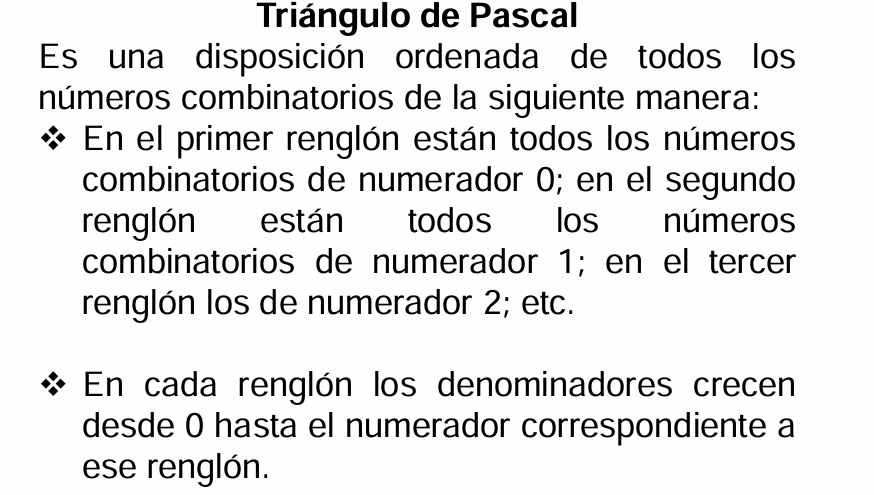 Triángulo de Pascal
Es una disposición ordenada de todos los
números combinatorios de la siguiente manera:
❖ En el primer renglón están todos los números
combinatorios de numerador 0; en el segundo
renglón están todos los números
combinatorios de numerador 1; en el tercer
renglón los de numerador 2; etc.
❖ En cada renglón los denominadores crecen
desde 0 hasta el numerador correspondiente a
ese renglón.